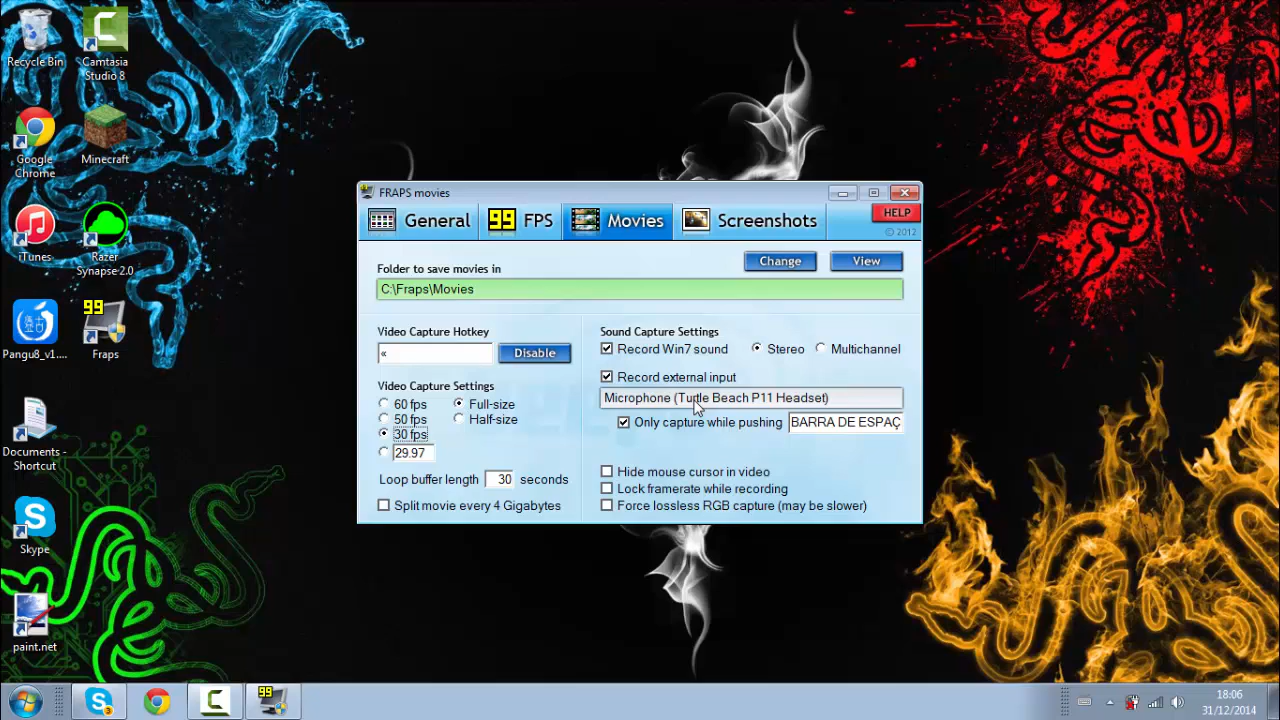 Recycle Bin
Camtasia
Studio 8
Google
Chrome
Minecraft
iTunes
Razer
Synapse 2.0
Pangu8_v1....
99
Fraps
Documents -
Shortcut
Skype
paint.net
FRAPS movies
General
99 FPS
Movies
Screenshots
HELP
© 2012
Folder to save movies in
Change
View
C:\Fraps\Movies
Video Capture Hotkey
«
Disable
Video Capture Settings
60 fps
Full-size
50 fps
Half-size
30 fps
29.97
Loop buffer length 30 seconds
Split movie every 4 Gigabytes
Sound Capture Settings
Record Win7 sound
Stereo
Multichannel
Record external input
Microphone (Turtle Beach P11 Headset)
Only capture while pushing BARRA DE ESPAÇ
Hide mouse cursor in video
Lock framerate while recording
Force lossless RGB capture (may be slower)
3
99
18:06
31/12/2014